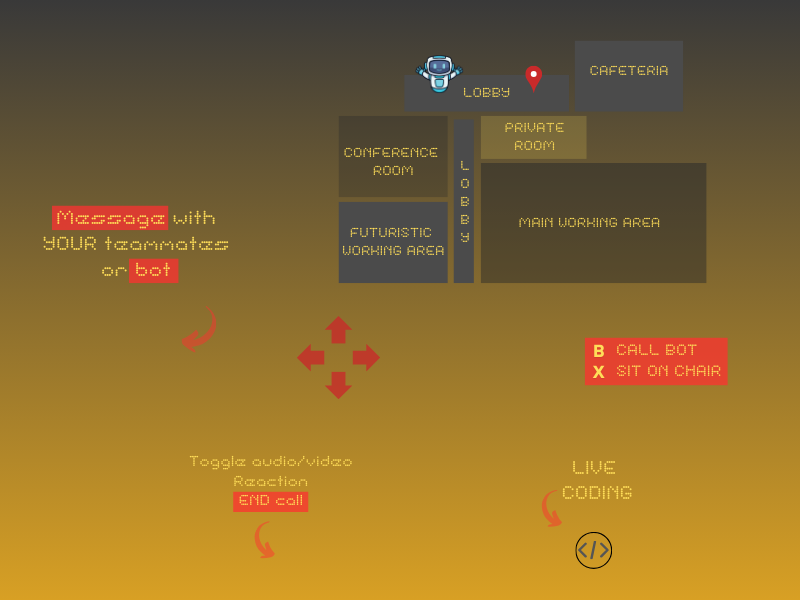 CAFETERIA
LOBBY
PRIVATE
ROOM
CONFERENCE
ROOM
LOBBY
MAIN WORKING AREA
FUTURISTIC
WORKING AREA
Message with
YOUR teammates
or bot
B CALL BOT
X SIT ON CHAIR
Toggle audio/video
Reaction
END call
LIVE
CODING
</>